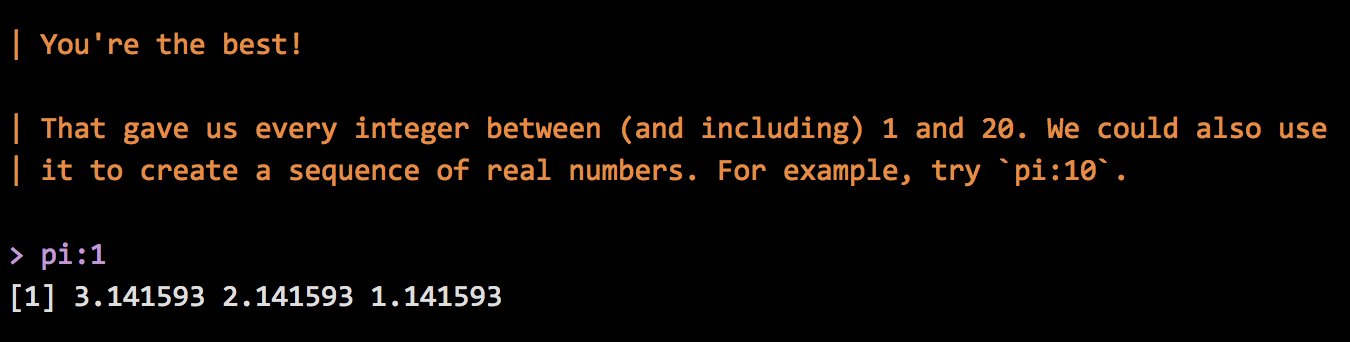 | You're the best!
| That gave us every integer between (and including) 1 and 20. We could also use
| it to create a sequence of real numbers. For example, try `pi:10`.
> pi:1
[1] 3.141593 2.141593 1.141593